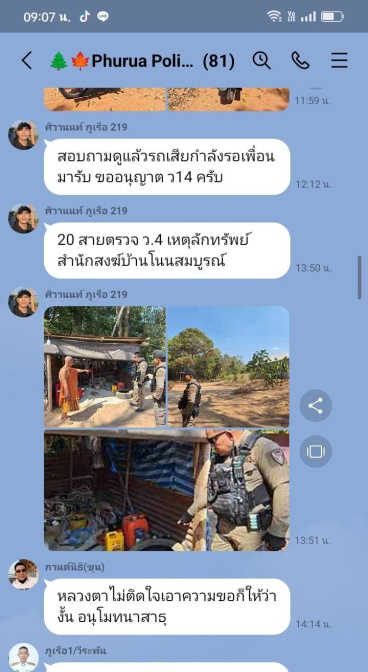 09:07 น.
Phurua Poli... (81)
11:59 น.
ศิวานนท์ ภูเรือ 219
สอบถามดูแล้วรถเสียกำลังรอเพื่อน
มารับ ขออนุญาต ว14 ครับ
12:12 น.
ศิวานนท์ ภูเรือ 219
20 สายตรวจ ว.4 เหตุลักทรัพย์
สำนักสงฆ์บ้านโนนสมบูรณ์
13:50 น.
ศิวานนท์ ภูเรือ 219
13:51 น.
กานต์นิธิ(ขุน)
หลวงตาไม่ติดใจเอาความขอก็ให้ว่า
งั้น อนุโมทนาสาธุ
14:14 น.
ภูเรือ1/วีระพัน